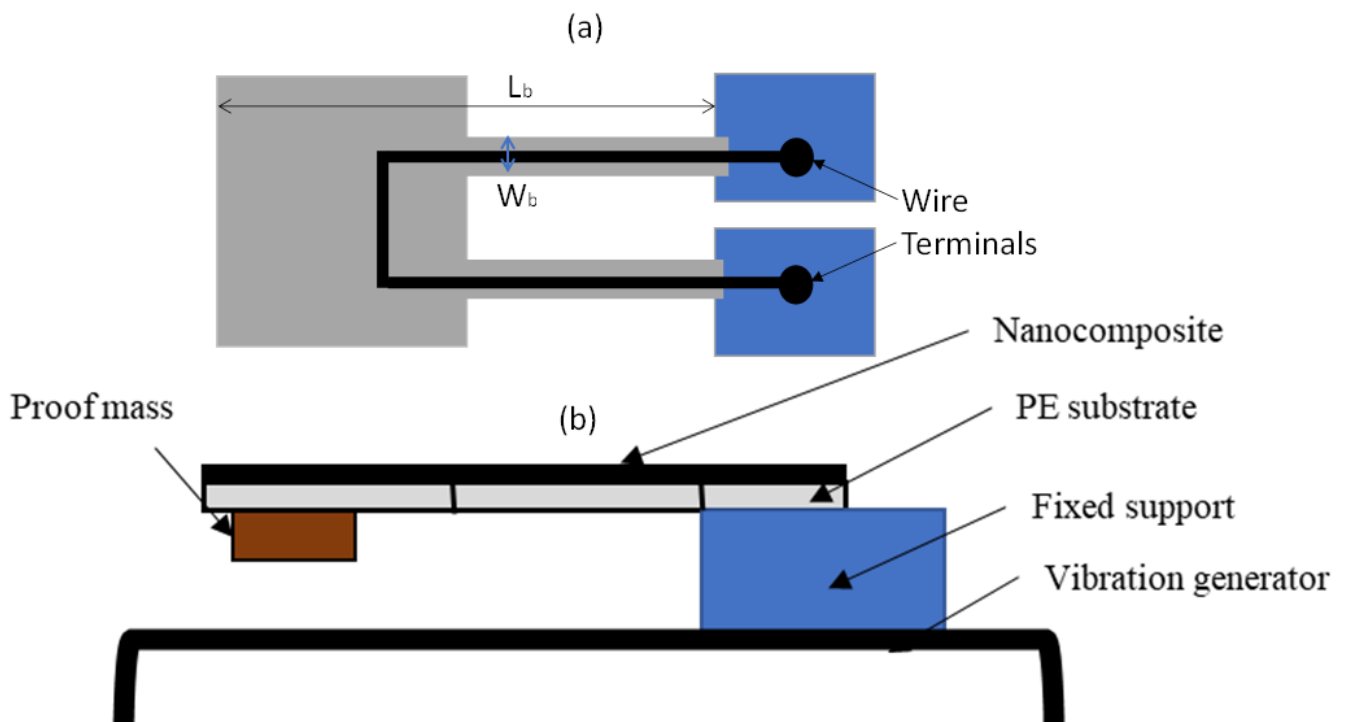 (a)
Lb
Wb
Wire
Terminals
Nanocomposite
Proof mass
(b)
PE substrate
Fixed support
Vibration generator